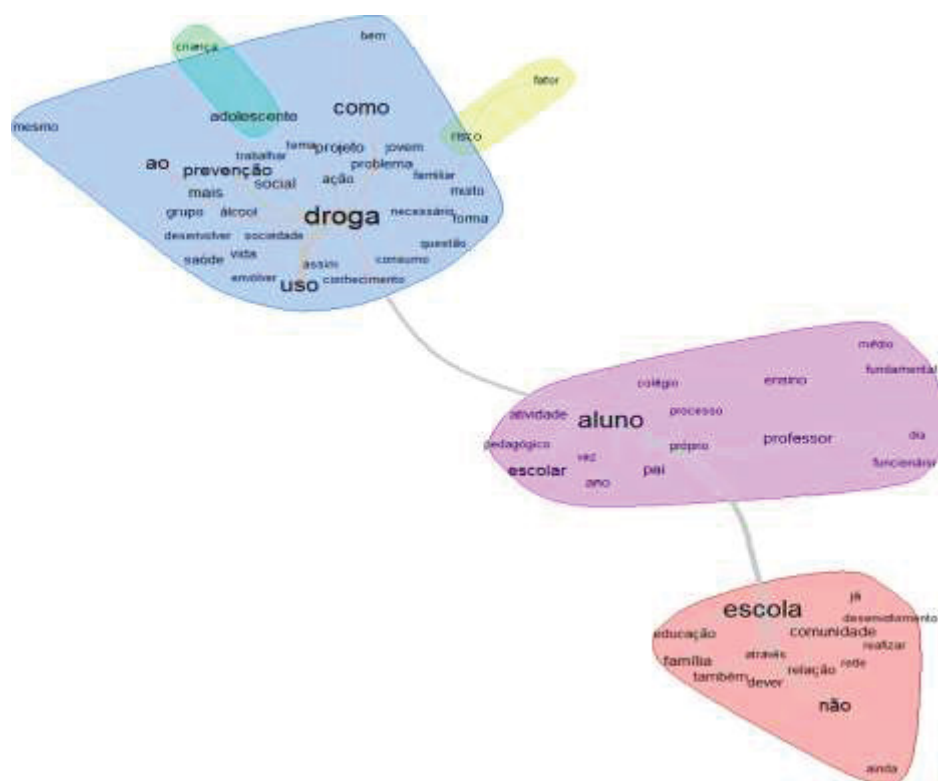 bem
criança
fator
como
adolescente
mesmo
risco
tema projeto jovem
trabalhar problema
ao prevenção
social ação familiar
mais muito
grupo álcool droga necessário forma
desenvolver sociedade
questão
saúde vida assim consumo
envolver uso conhecimento
médio
fundamental
colégio ensino
atividade aluno processo
pedagógico próprio professor dia
vez
escolar pai funcionário
ano
já
escola desenvolvimento
educação comunidade
realizar
família através rede
também dever relação
não
ainda